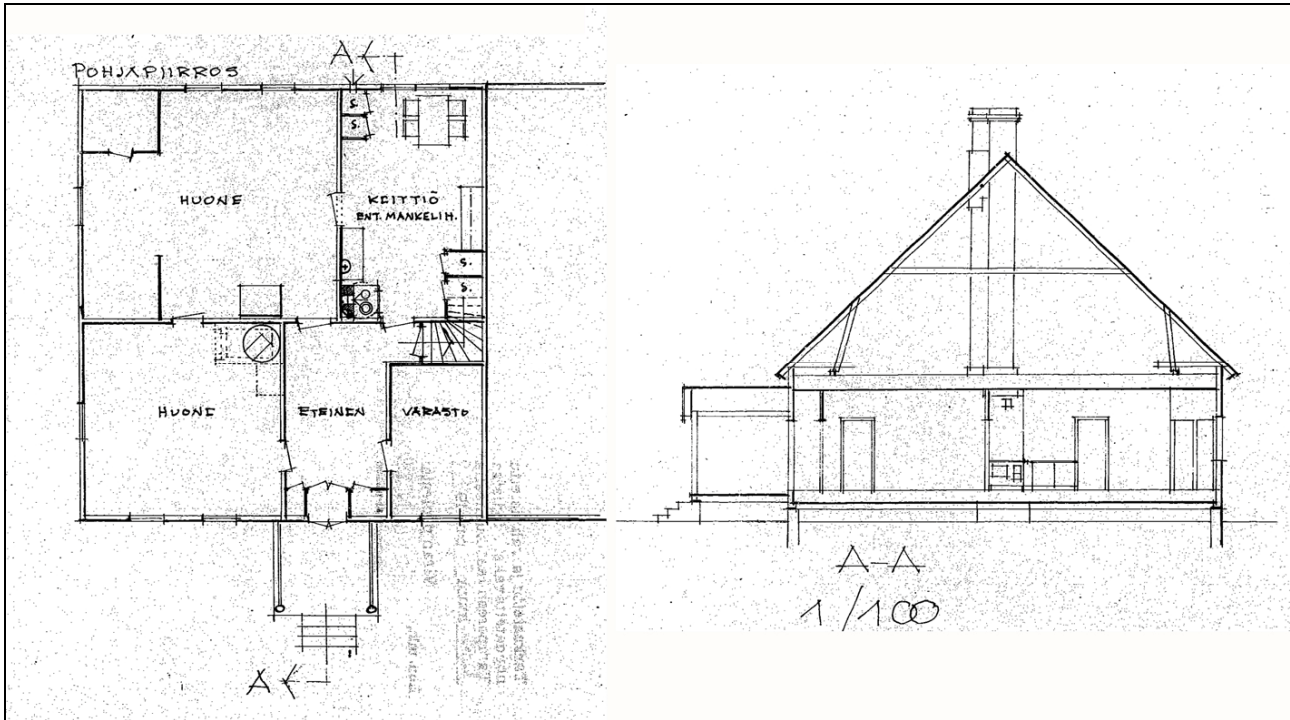 A
POHJAPIIRROS
S.
S.
HUONE
KEITTIÖ
ENT. MANKELIH.
S.
S.
HUONE
ETEINEN
VARASTO
A
A-A
1/100